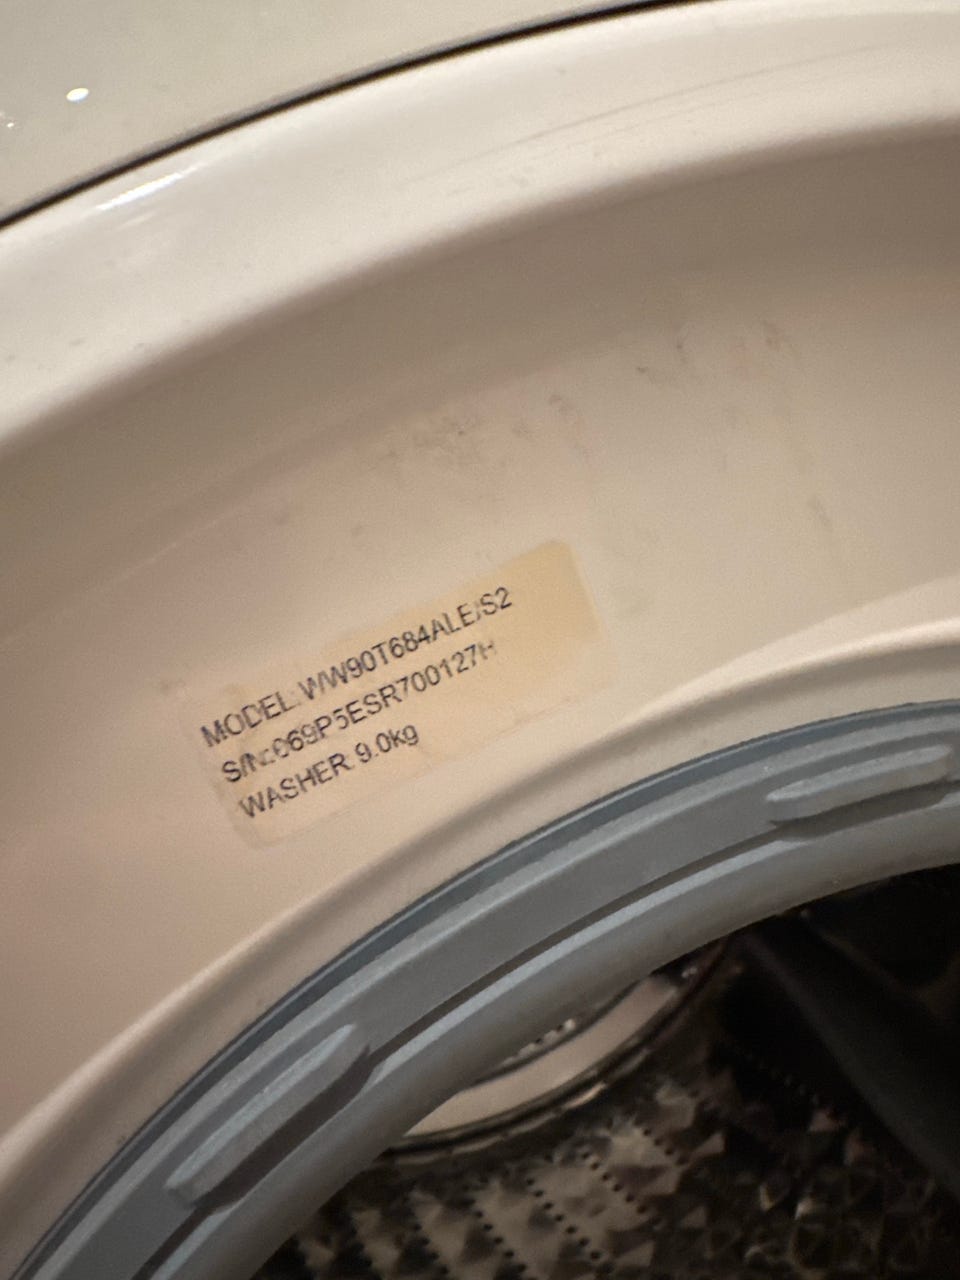 MODEL:WW90T684ALE/S2
S/N:069P5ESR700127H
WASHER 9.0kg